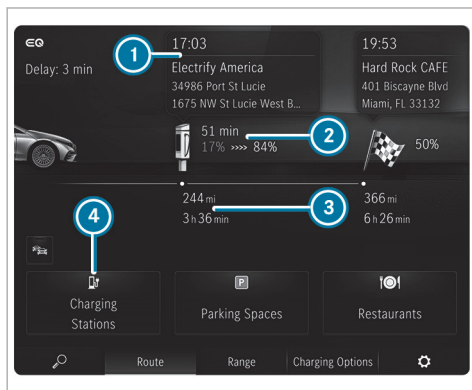 EQ
Delay: 3 min
1
17:03
Electrify America
34986 Port St Lucie
1675 NW St Lucie West B...
19:53
Hard Rock CAFE
401 Biscayne Blvd
Miami, FL 33132
51 min
17% >>>> 84%
2
50%
244 mi
3 h 36 min
3
366 mi
6 h 26 min
4
Charging
Stations
P
Parking Spaces
Restaurants
Route
Range
Charging Options